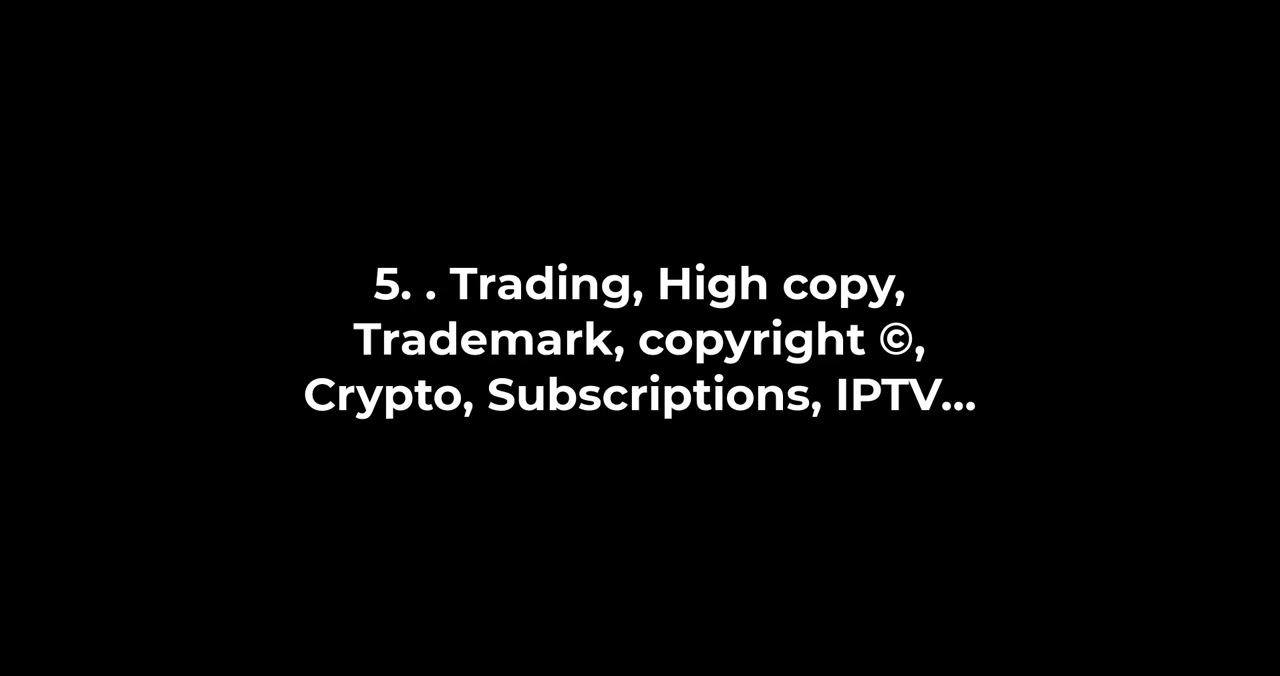 5. . Trading, High copy,
Trademark, copyright ©,
Crypto, Subscriptions, IPTV...